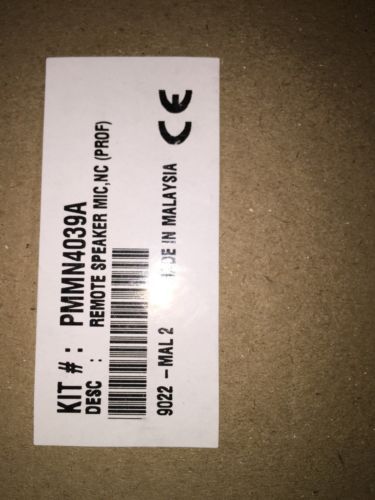 KIT # : PMMN4039A
DESC : REMOTE SPEAKER MIC,NC (PROF)
9022 -MAL 2 MADE IN MALAYSIA
CE